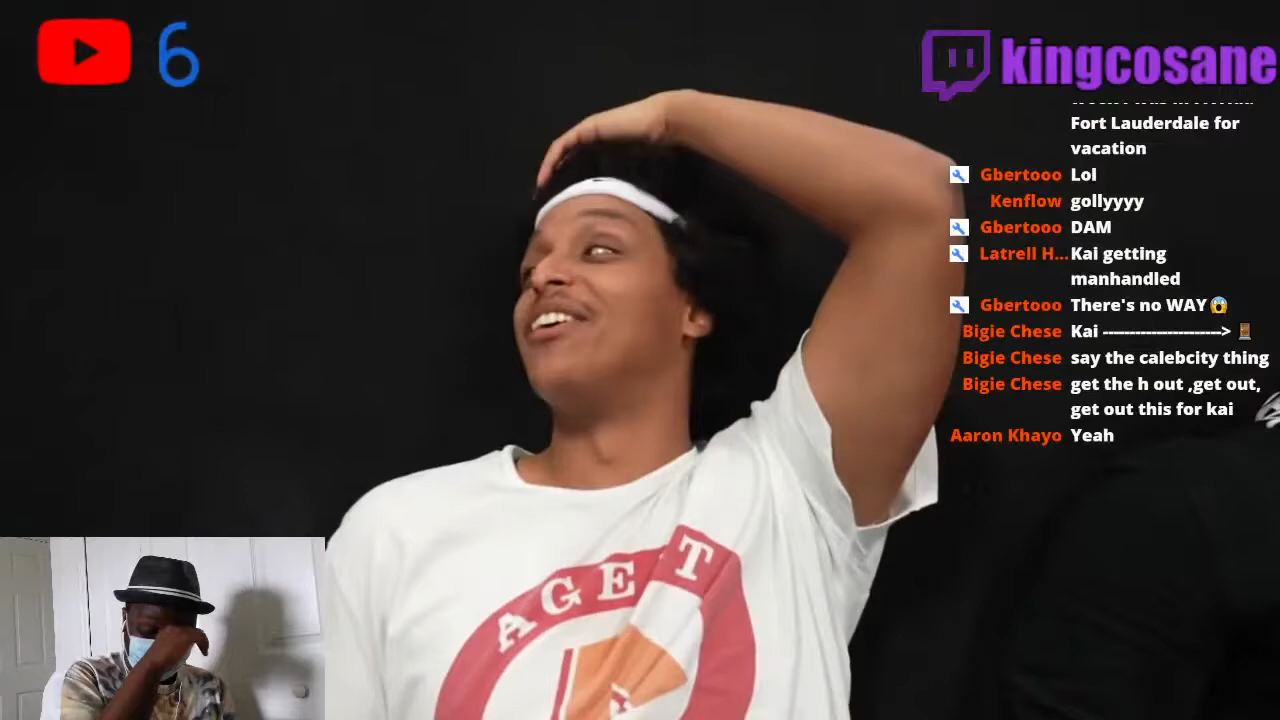 6
kingcosane
Fort Lauderdale for
vacation
Gbertooo Lol
Kenflow gollyyyy
Gbertooo DAM
Latrell H... Kai getting
manhandled
Gbertooo There's no WAY😱
Bigie Chese Kai ----------------------> 🚪
Bigie Chese say the calebcity thing
Bigie Chese get the h out ,get out,
get out this for kai
Aaron Khayo Yeah
AGE T